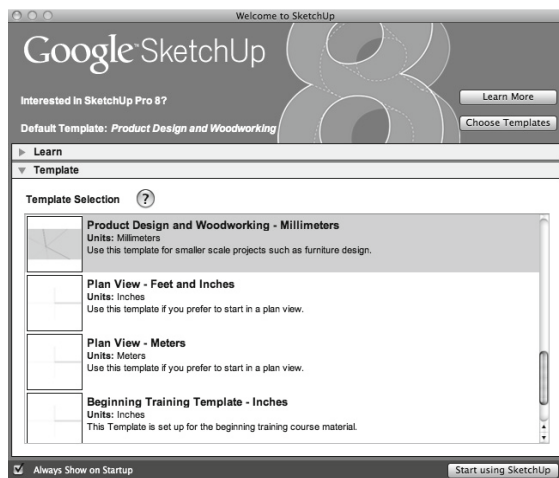 Welcome to SketchUp
Google™ SketchUp
8
Interested in SketchUp Pro 8?
Learn More
Default Template: Product Design and Woodworking
Choose Templates
Learn
Template
Template Selection
?
Product Design and Woodworking - Millimeters
Units: Millimeters
Use this template for smaller scale projects such as furniture design.
Plan View - Feet and Inches
Units: Inches
Use this template if you prefer to start in a plan view.
Plan View - Meters
Units: Meters
Use this template if you prefer to start in a plan view.
Beginning Training Template - Inches
Units: Inches
This Template is set up for the beginning training course material.
Always Show on Startup
Start using SketchUp